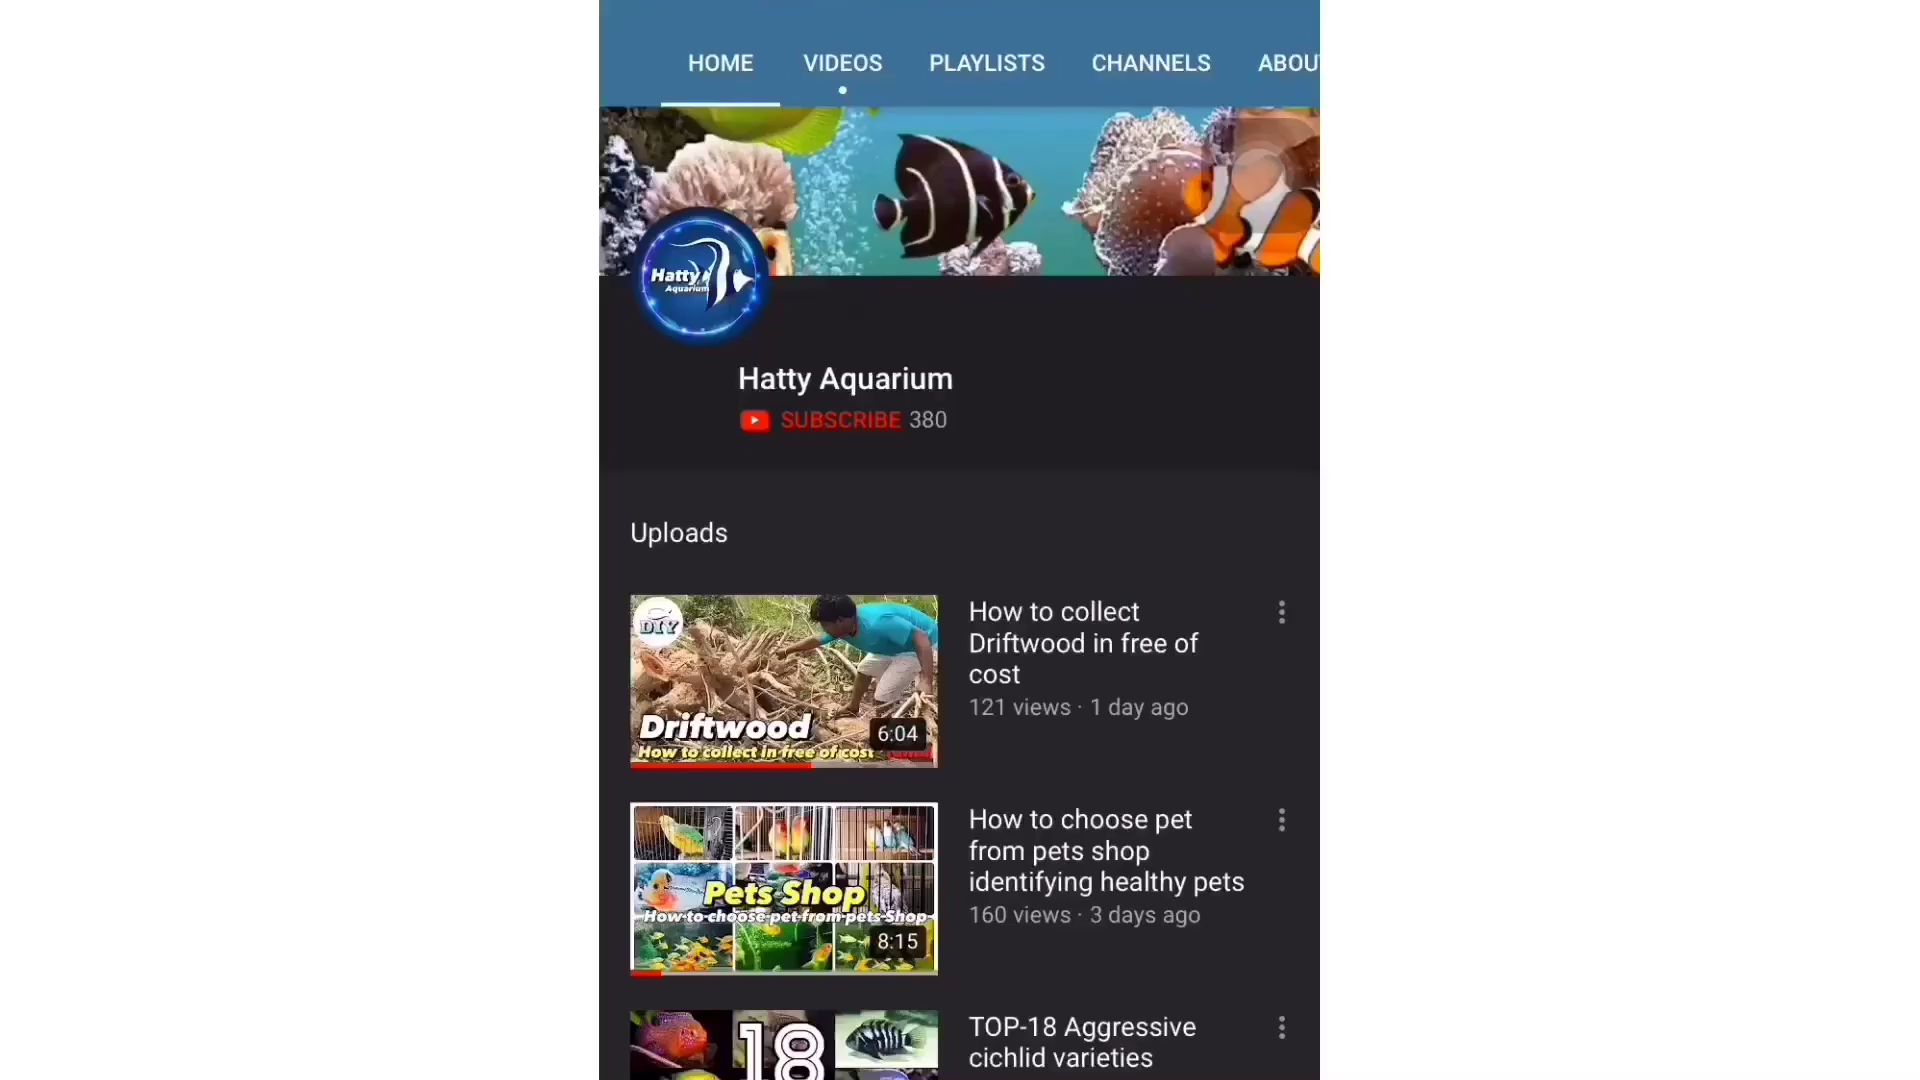 HOME VIDEOS PLAYLISTS CHANNELS ABOU
Hatty
Aquarium
Hatty Aquarium
SUBSCRIBE 380
Uploads
DIY
Driftwood
How to collect in free of cost
6:04
How to collect
Driftwood in free of
cost
121 views · 1 day ago
Pets Shop
How to choose pet from pets Shop
8:15
How to choose pet
from pets shop
identifying healthy pets
160 views · 3 days ago
18
TOP-18 Aggressive
cichlid varieties